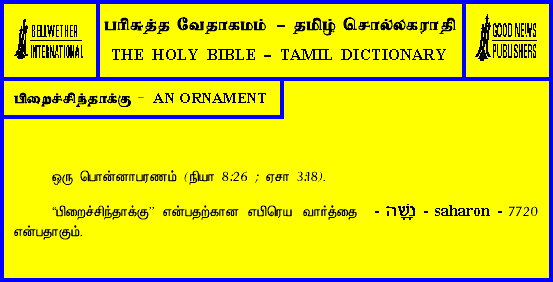 BELLWETHER
INTERNATIONAL
பரிசுத்த வேதாகமம் – தமிழ் சொல்லகராதி
THE HOLY BIBLE – TAMIL DICTIONARY
GOOD NEWS
PUBLISHERS
பிறைச்சிந்தாக்கு - AN ORNAMENT
ஒரு பொன்னாபரணம் (நியா 8:26 ; ஏசா 3:18).
“பிறைச்சிந்தாக்கு” என்பதற்கான எபிரெய வார்த்தை - נָשָׁה - saharon - 7720
என்பதாகும்.